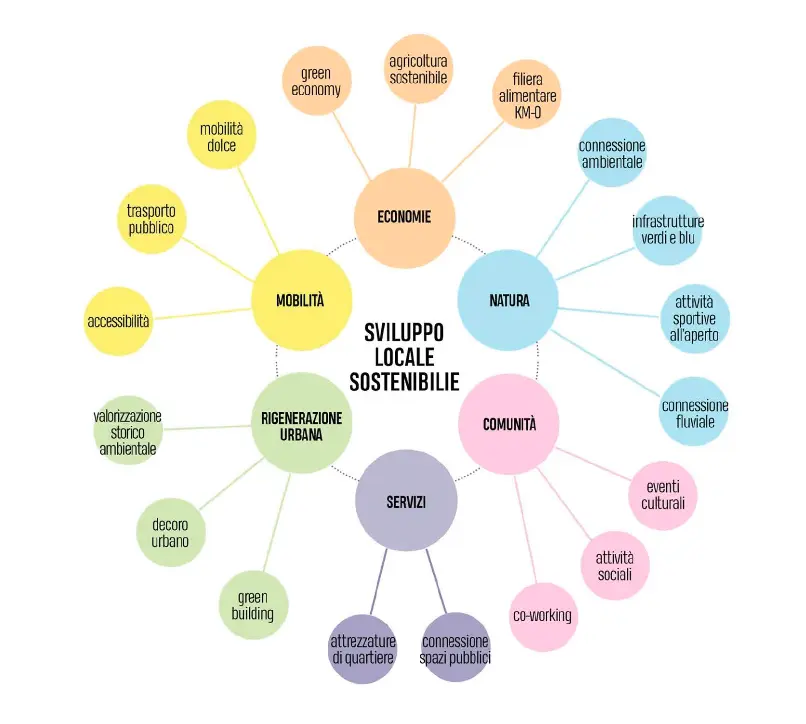 green
economy
agricoltura
sostenibile
filiera
alimentare
KM-0
mobilità
dolce
connessione
ambientale
trasporto
pubblico
infrastrutture
verdi e blu
ECONOMIE
MOBILITÀ
NATURA
accessibilità
attività
sportive
all'aperto
SVILUPPO
LOCALE
SOSTENIBILIE
valorizzazione
storico
ambientale
RIGENERAZIONE
URBANA
COMUNITÀ
connessione
fluviale
SERVIZI
eventi
culturali
decoro
urbano
attività
sociali
green
building
co-working
attrezzature
di quartiere
connessione
spazi pubblici